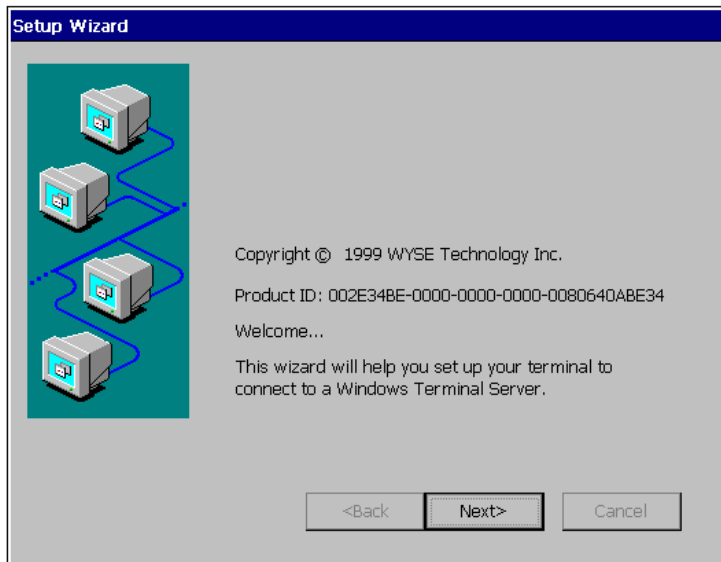 Setup Wizard
Copyright © 1999 WYSE Technology Inc.
Product ID: 002E34BE-0000-0000-0000-0080640ABE34
Welcome...
This wizard will help you set up your terminal to
connect to a Windows Terminal Server.
<Back Next> Cancel